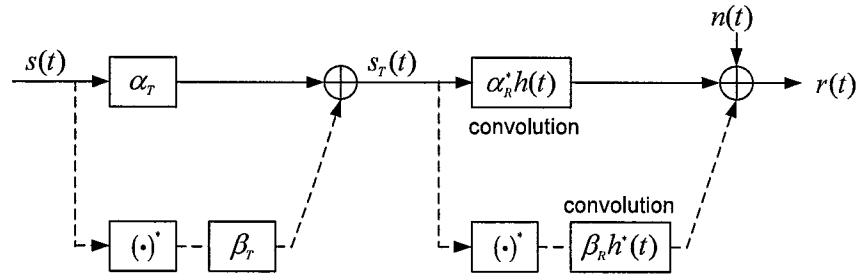 n(t)
s(t)
α_T
s_T(t)
α_R^* h(t)
r(t)
convolution
convolution
(•)^*
β_T
(•)^*
β_R h^*(t)